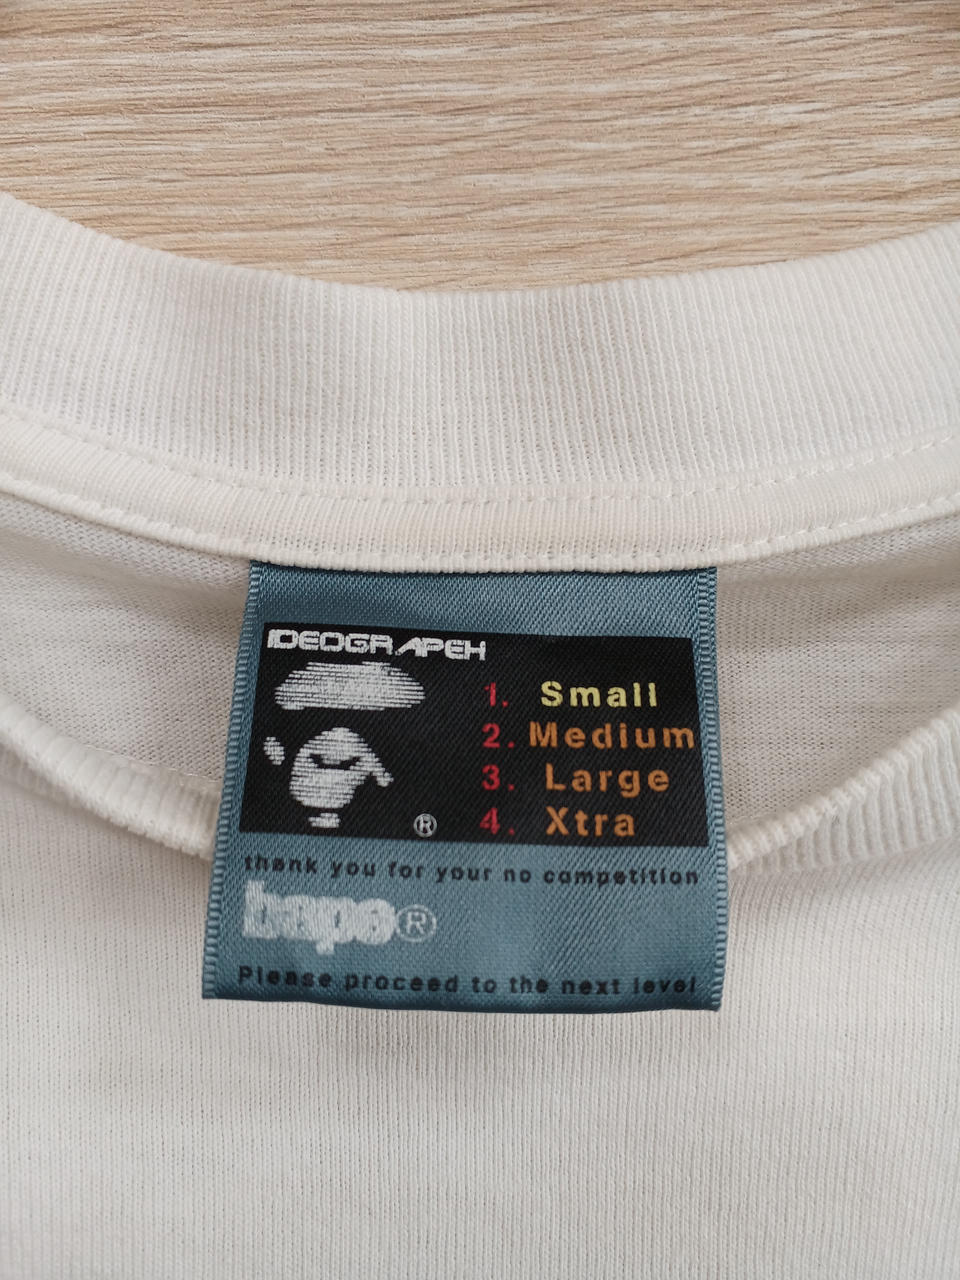 IDEOGRAPEH
1. Small
2. Medium
3. Large
4. Xtra
®
thank you for your no competition
bape®
Please proceed to the next level